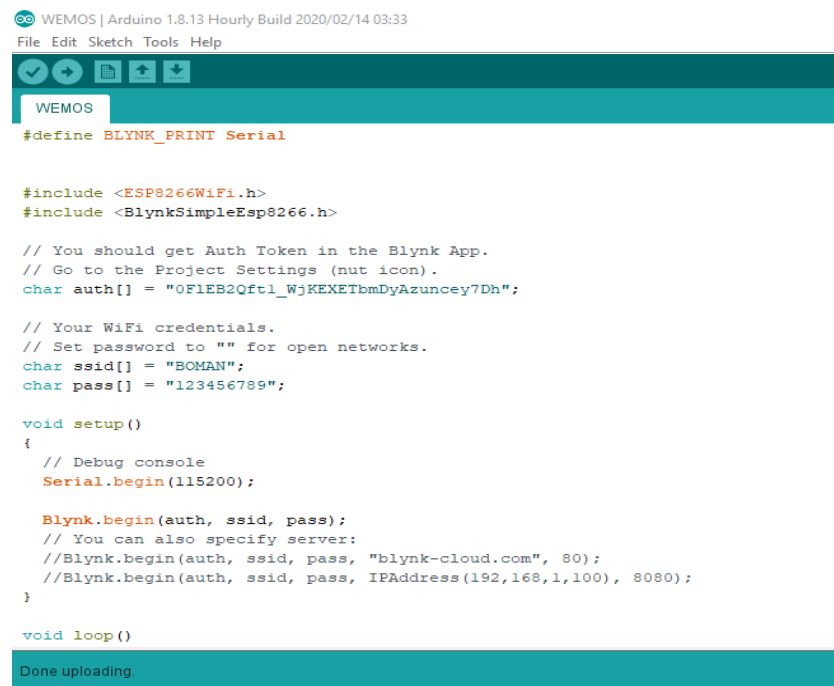 WEMOS | Arduino 1.8.13 Hourly Build 2020/02/14 03:33
File Edit Sketch Tools Help
WEMOS
#define BLYNK_PRINT Serial
#include <ESP8266WiFi.h>
#include <BlynkSimpleEsp8266.h>
// You should get Auth Token in the Blynk App.
// Go to the Project Settings (nut icon).
char auth[] = "0FlEB2Qftl_WjKEXETbmDyAzuncey7Dh";
// Your WiFi credentials.
// Set password to "" for open networks.
char ssid[] = "BOMAN";
char pass[] = "123456789";
void setup()
{
  // Debug console
  Serial.begin(115200);
  Blynk.begin(auth, ssid, pass);
  // You can also specify server:
  //Blynk.begin(auth, ssid, pass, "blynk-cloud.com", 80);
  //Blynk.begin(auth, ssid, pass, IPAddress(192,168,1,100), 8080);
}
void loop()
Done uploading.